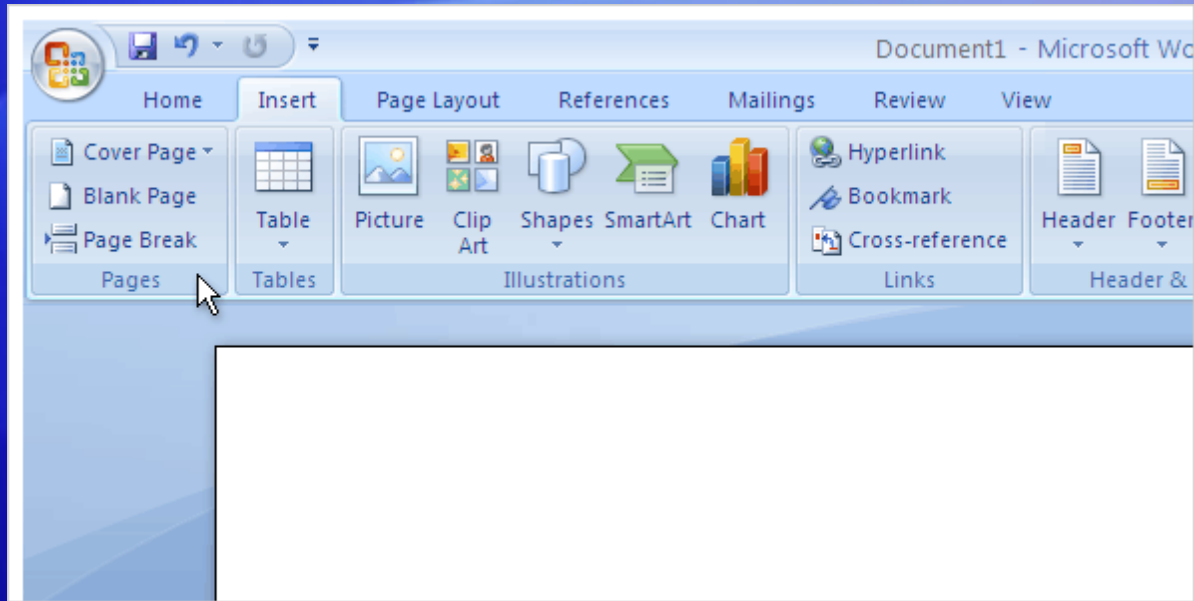 Document1 - Microsoft Wo
Home Insert Page Layout References Mailings Review View
Cover Page
Blank Page
Page Break
Table
Picture
Clip
Art
Shapes
SmartArt
Chart
Hyperlink
Bookmark
Cross-reference
Header
Footer
Pages Tables Illustrations Links Header &